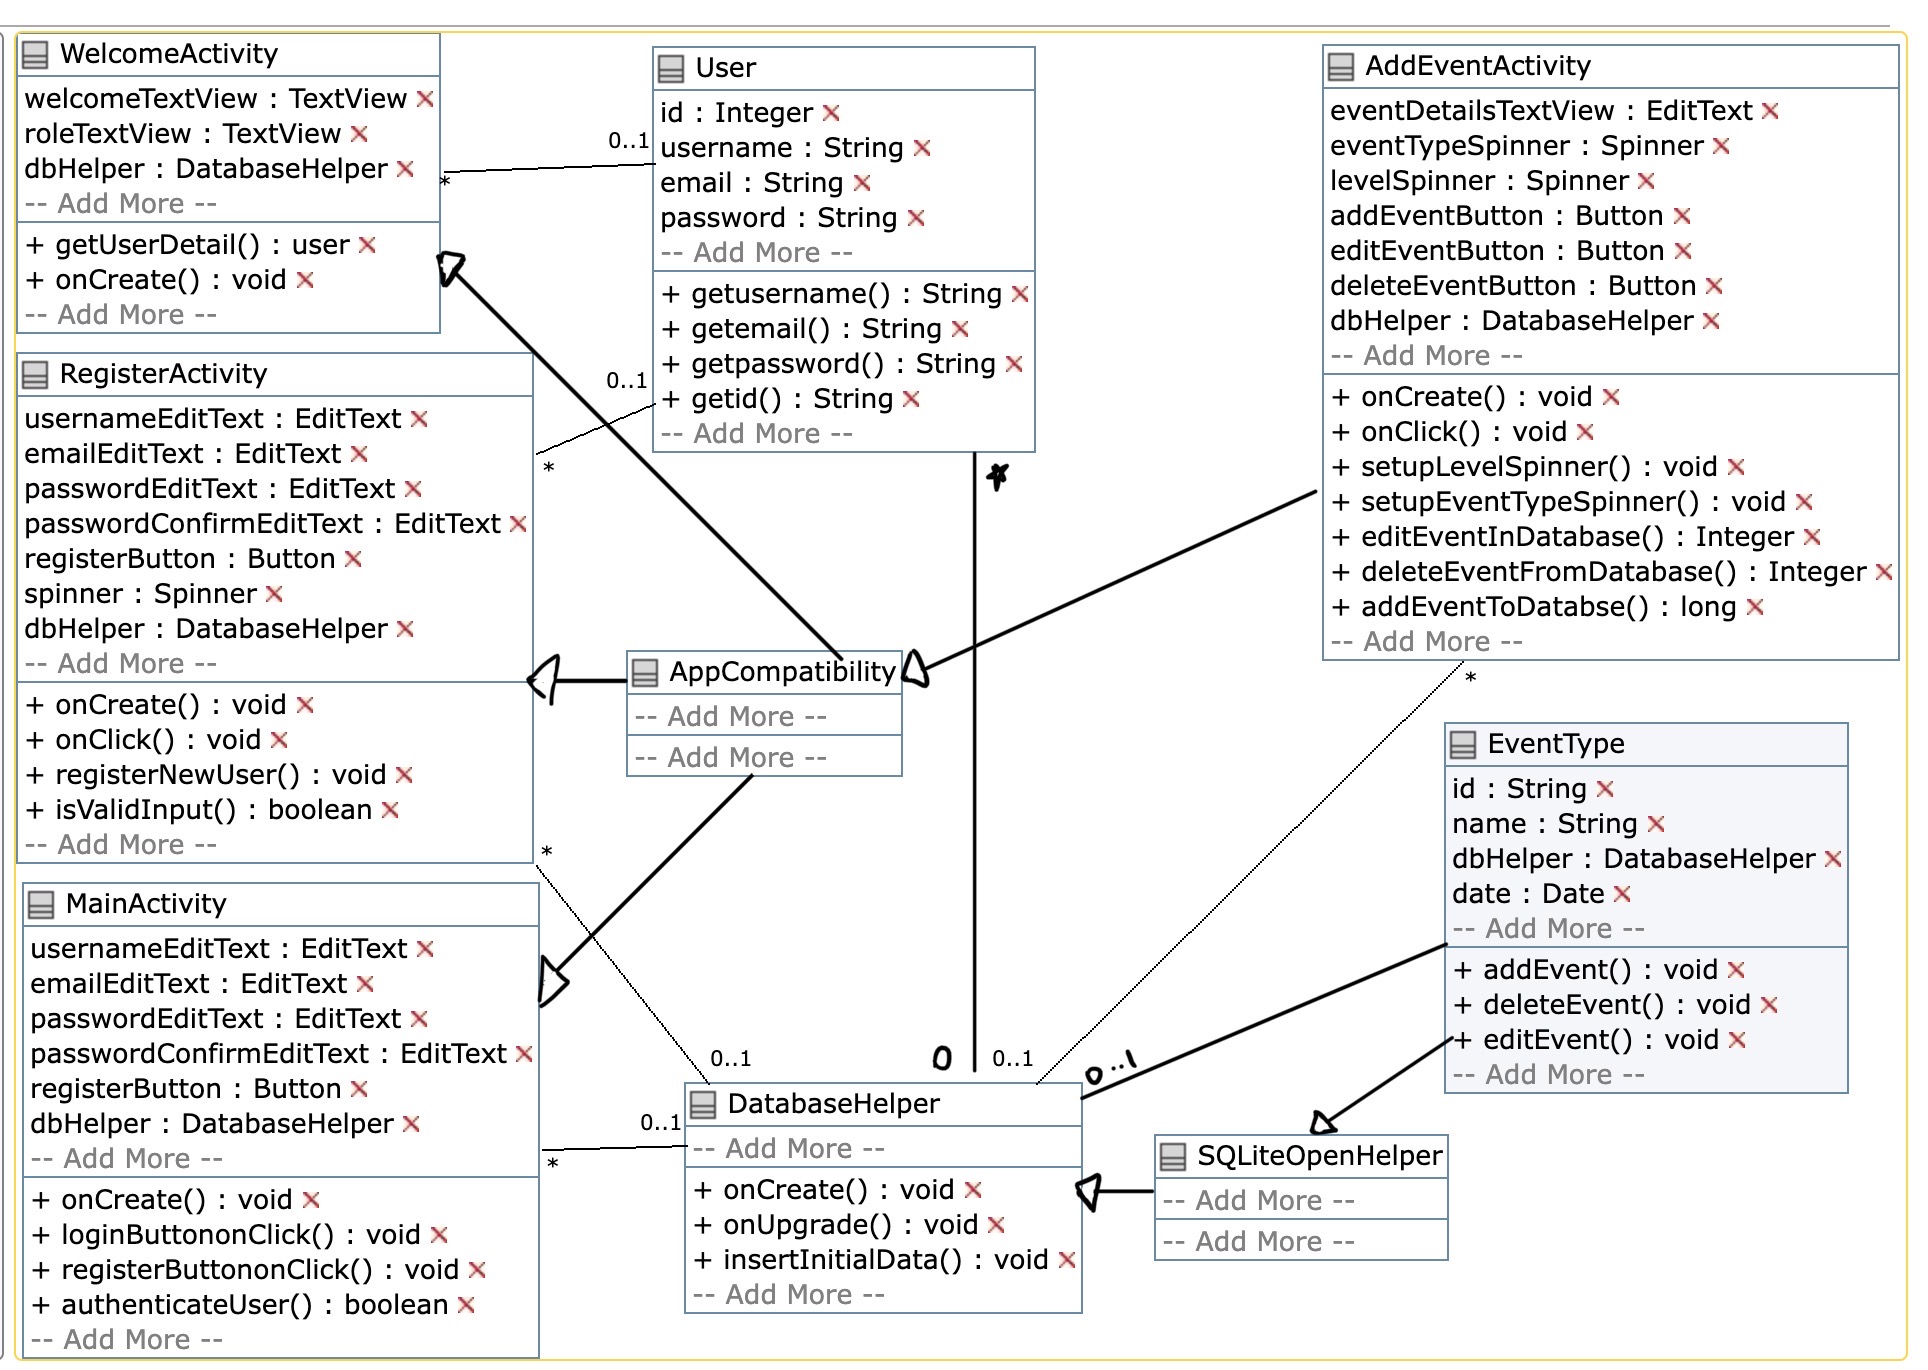 WelcomeActivity
welcomeTextView : TextView
roleTextView : TextView
dbHelper : DatabaseHelper
-- Add More --
+ getUserDetail() : user
+ onCreate() : void
-- Add More --
*
0..1
User
id : Integer
username : String
email : String
password : String
-- Add More --
+ getusername() : String
+ getemail() : String
+ getpassword() : String
+ getid() : String
-- Add More --
AddEventActivity
eventDetailsTextView : EditText
eventTypeSpinner : Spinner
levelSpinner : Spinner
addEventButton : Button
editEventButton : Button
deleteEventButton : Button
dbHelper : DatabaseHelper
-- Add More --
+ onCreate() : void
+ onClick() : void
+ setupLevelSpinner() : void
+ setupEventTypeSpinner() : void
+ editEventInDatabase() : Integer
+ deleteEventFromDatabase() : Integer
+ addEventToDatabse() : long
-- Add More --
RegisterActivity
usernameEditText : EditText
emailEditText : EditText
passwordEditText : EditText
passwordConfirmEditText : EditText
registerButton : Button
spinner : Spinner
dbHelper : DatabaseHelper
-- Add More --
+ onCreate() : void
+ onClick() : void
+ registerNewUser() : void
+ isValidInput() : boolean
-- Add More --
0..1
*
*
*
AppCompatibility
-- Add More --
-- Add More --
*
EventType
id : String
name : String
dbHelper : DatabaseHelper
date : Date
-- Add More --
+ addEvent() : void
+ deleteEvent() : void
+ editEvent() : void
-- Add More --
MainActivity
usernameEditText : EditText
emailEditText : EditText
passwordEditText : EditText
passwordConfirmEditText : EditText
registerButton : Button
dbHelper : DatabaseHelper
-- Add More --
+ onCreate() : void
+ loginButtononClick() : void
+ registerButtononClick() : void
+ authenticateUser() : boolean
-- Add More --
0..1
0
0..1
0..1
0..1
*
DatabaseHelper
-- Add More --
+ onCreate() : void
+ onUpgrade() : void
+ insertInitialData() : void
-- Add More --
SQLiteOpenHelper
-- Add More --
-- Add More --